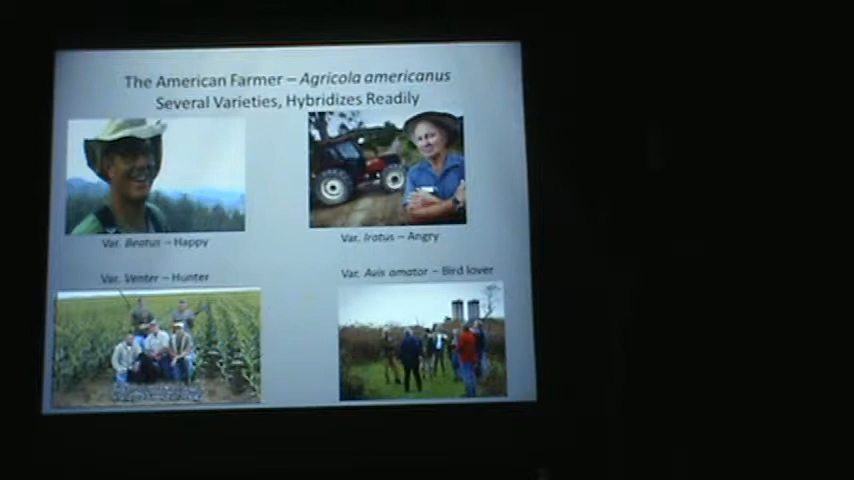 The American Farmer – Agricola americanus
Several Varieties, Hybridizes Readily
Var. Beatus – Happy
Var. Iratus – Angry
Var. Venter – Hunter
Var. Avis amator – Bird lover